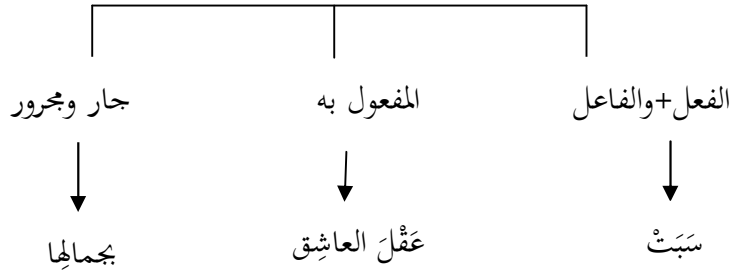 الفعل+والفاعل المفعول به جار ومجرور
سَبَتْ عَقْلَ العاشِق بجمالِها